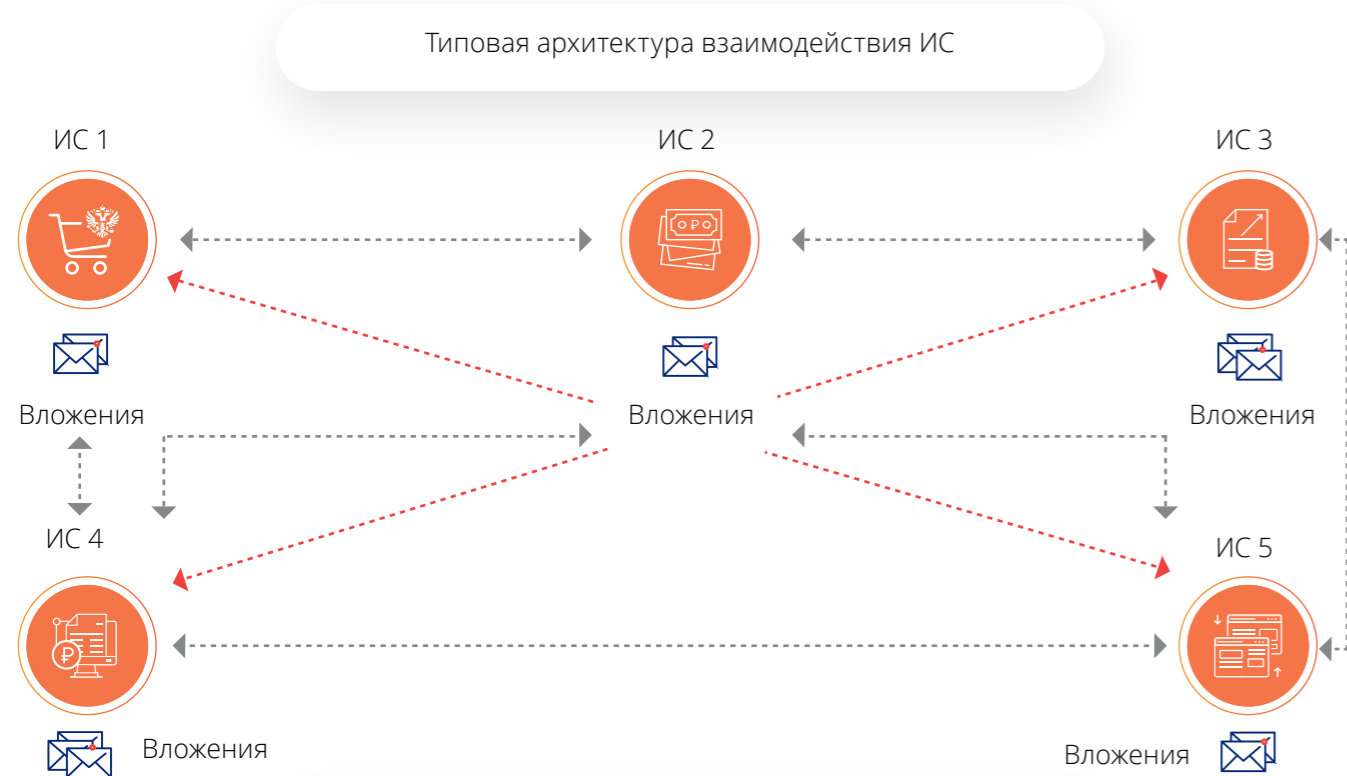 Типовая архитектура взаимодействия ИС
ИС 1
ИС 2
ИС 3
Вложения
Вложения
Вложения
ИС 4
ИС 5
Вложения
Вложения